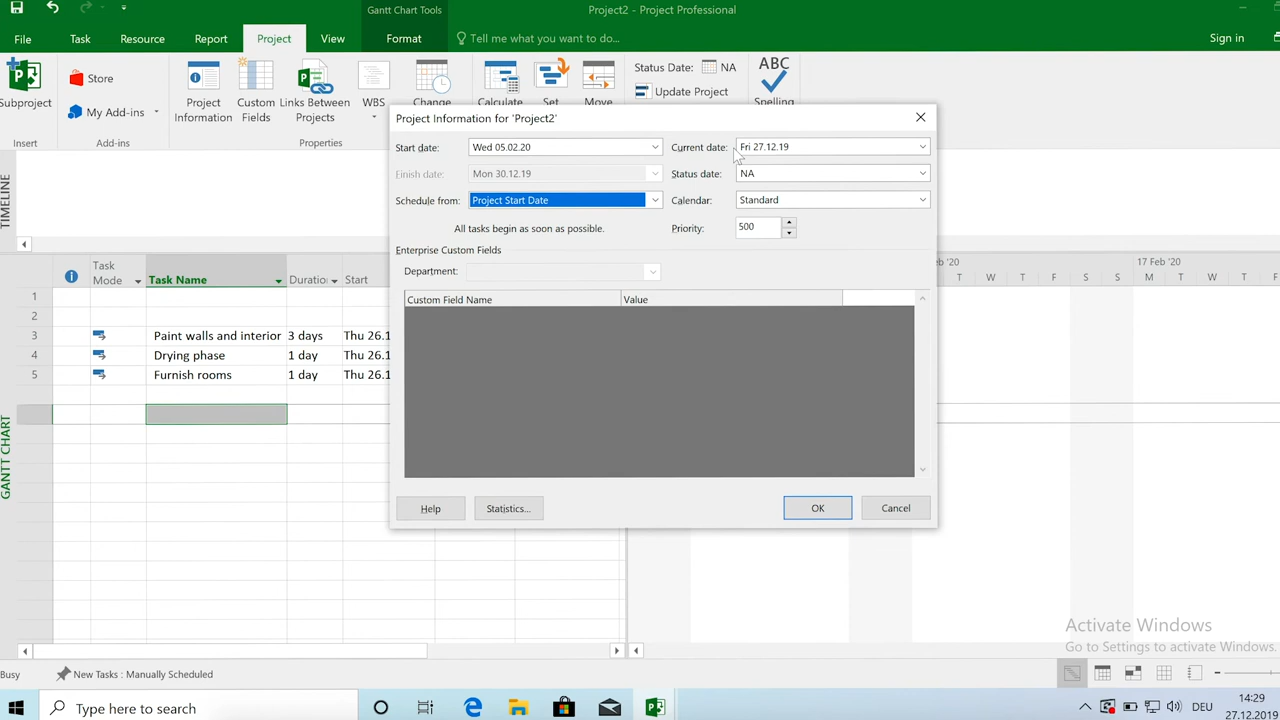 Gantt Chart Tools
Project2 - Project Professional
File
Task
Resource
Report
Project
View
Format
Tell me what you want to do...
Sign in
Subproject
Store
My Add-ins
Project Information
Custom Fields
Links Between Projects
WBS
Change
Calculate
Set
Move
Status Date:
NA
Update Project
ABC
Spelling
Insert
Add-ins
Properties
Project Information for 'Project2'
Start date:
Wed 05.02.20
Current date:
Fri 27.12.19
Finish date:
Mon 30.12.19
Status date:
NA
Schedule from:
Project Start Date
Calendar:
Standard
All tasks begin as soon as possible.
Priority:
500
Enterprise Custom Fields
Department:
Custom Field Name
Value
Help
Statistics...
OK
Cancel
TIMELINE
GANTT CHART
Task Mode
Task Name
Duration
Start
eb '20
17 Feb '20
T W T F S S M T W T F
1
2
3 Paint walls and interior 3 days Thu 26.1
4 Drying phase 1 day Thu 26.1
5 Furnish rooms 1 day Thu 26.1
Activate Windows
Go to Settings to activate Windows.
Busy
New Tasks : Manually Scheduled
Type here to search
DEU
14:29
27.12.2019